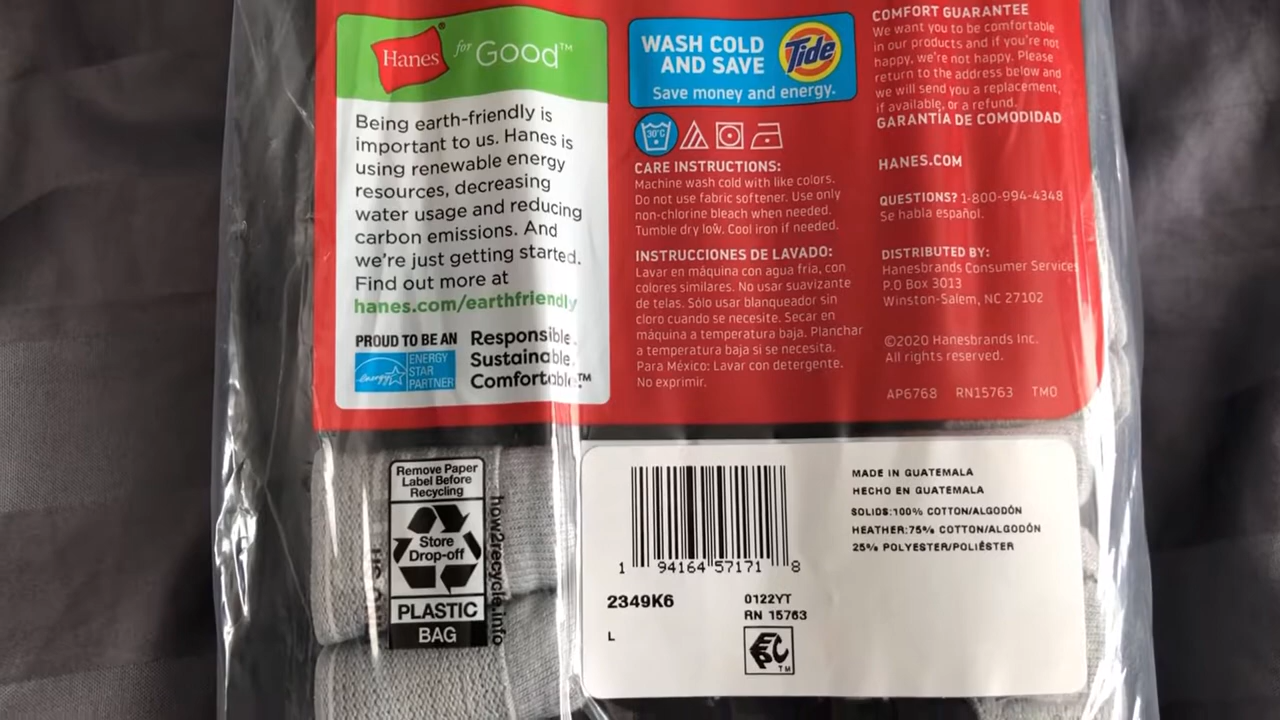 Hanes® for Good™
Being earth-friendly is
important to us. Hanes is
using renewable energy
resources, decreasing
water usage and reducing
carbon emissions. And
we're just getting started.
Find out more at
hanes.com/earthfriendly
PROUD TO BE AN
energy
ENERGY
STAR
PARTNER
Responsible.
Sustainable.
Comfortable.™
WASH COLD
AND SAVE
Tide
Save money and energy.
30°C
CARE INSTRUCTIONS:
Machine wash cold with like colors.
Do not use fabric softener. Use only
non-chlorine bleach when needed.
Tumble dry low. Cool iron if needed.
INSTRUCCIONES DE LAVADO:
Lavar en máquina con agua fría, con
colores similares. No usar suavizante
de telas. Sólo usar blanqueador sin
cloro cuando se necesite. Secar en
máquina a temperatura baja. Planchar
a temperatura baja si se necesita.
Para México: Lavar con detergente.
No exprimir.
COMFORT GUARANTEE
We want you to be comfortable
in our products and if you're not
happy, we're not happy. Please
return to the address below and
we will send you a replacement,
if available, or a refund.
GARANTÍA DE COMODIDAD
HANES.COM
QUESTIONS? 1-800-994-4348
Se habla español.
DISTRIBUTED BY:
Hanesbrands Consumer Services
P.O Box 3013
Winston-Salem, NC 27102
©2020 Hanesbrands Inc.
All rights reserved.
AP6768 RN15763 TMO
Remove Paper
Label Before
Recycling
Store
Drop-off
PLASTIC
BAG
how2recycle.info
1 94164 57171 8
2349K6
L
0122YT
RN 15763
EPC
TM
MADE IN GUATEMALA
HECHO EN GUATEMALA
SOLIDS:100% COTTON/ALGODÓN
HEATHER:75% COTTON/ALGODÓN
25% POLYESTER/POLIÉSTER